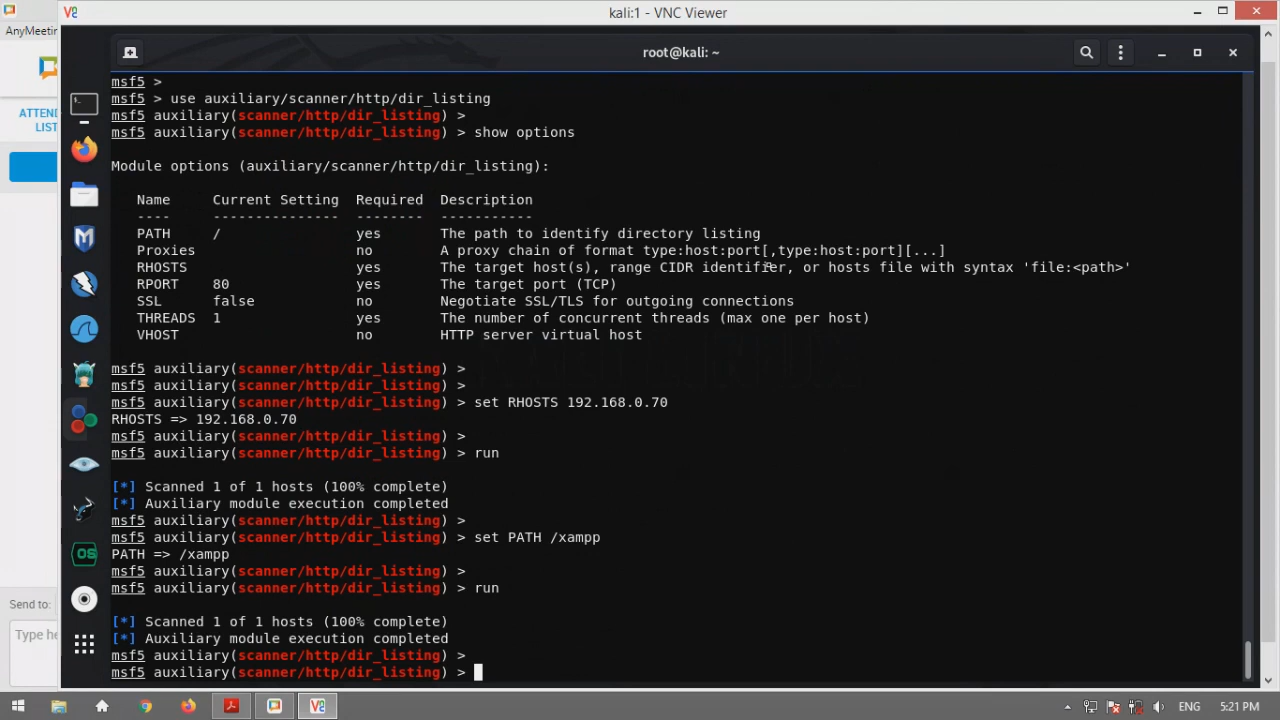 kali:1 - VNC Viewer
AnyMeetin
root@kali: ~
ATTEND
LIST
msf5 >
msf5 > use auxiliary/scanner/http/dir_listing
msf5 auxiliary(scanner/http/dir_listing) >
msf5 auxiliary(scanner/http/dir_listing) > show options
Module options (auxiliary/scanner/http/dir_listing):
Name Current Setting Required Description
---- --------------- -------- -----------
PATH / yes The path to identify directory listing
Proxies no A proxy chain of format type:host:port[,type:host:port][...]
RHOSTS yes The target host(s), range CIDR identifier, or hosts file with syntax 'file:<path>'
RPORT 80 yes The target port (TCP)
SSL false no Negotiate SSL/TLS for outgoing connections
THREADS 1 yes The number of concurrent threads (max one per host)
VHOST no HTTP server virtual host
msf5 auxiliary(scanner/http/dir_listing) >
msf5 auxiliary(scanner/http/dir_listing) >
msf5 auxiliary(scanner/http/dir_listing) > set RHOSTS 192.168.0.70
RHOSTS => 192.168.0.70
msf5 auxiliary(scanner/http/dir_listing) >
msf5 auxiliary(scanner/http/dir_listing) > run
[*] Scanned 1 of 1 hosts (100% complete)
[*] Auxiliary module execution completed
msf5 auxiliary(scanner/http/dir_listing) >
msf5 auxiliary(scanner/http/dir_listing) > set PATH /xampp
PATH => /xampp
msf5 auxiliary(scanner/http/dir_listing) >
msf5 auxiliary(scanner/http/dir_listing) > run
[*] Scanned 1 of 1 hosts (100% complete)
[*] Auxiliary module execution completed
msf5 auxiliary(scanner/http/dir_listing) >
msf5 auxiliary(scanner/http/dir_listing) >
Send to:
Type he
ENG 5:21 PM